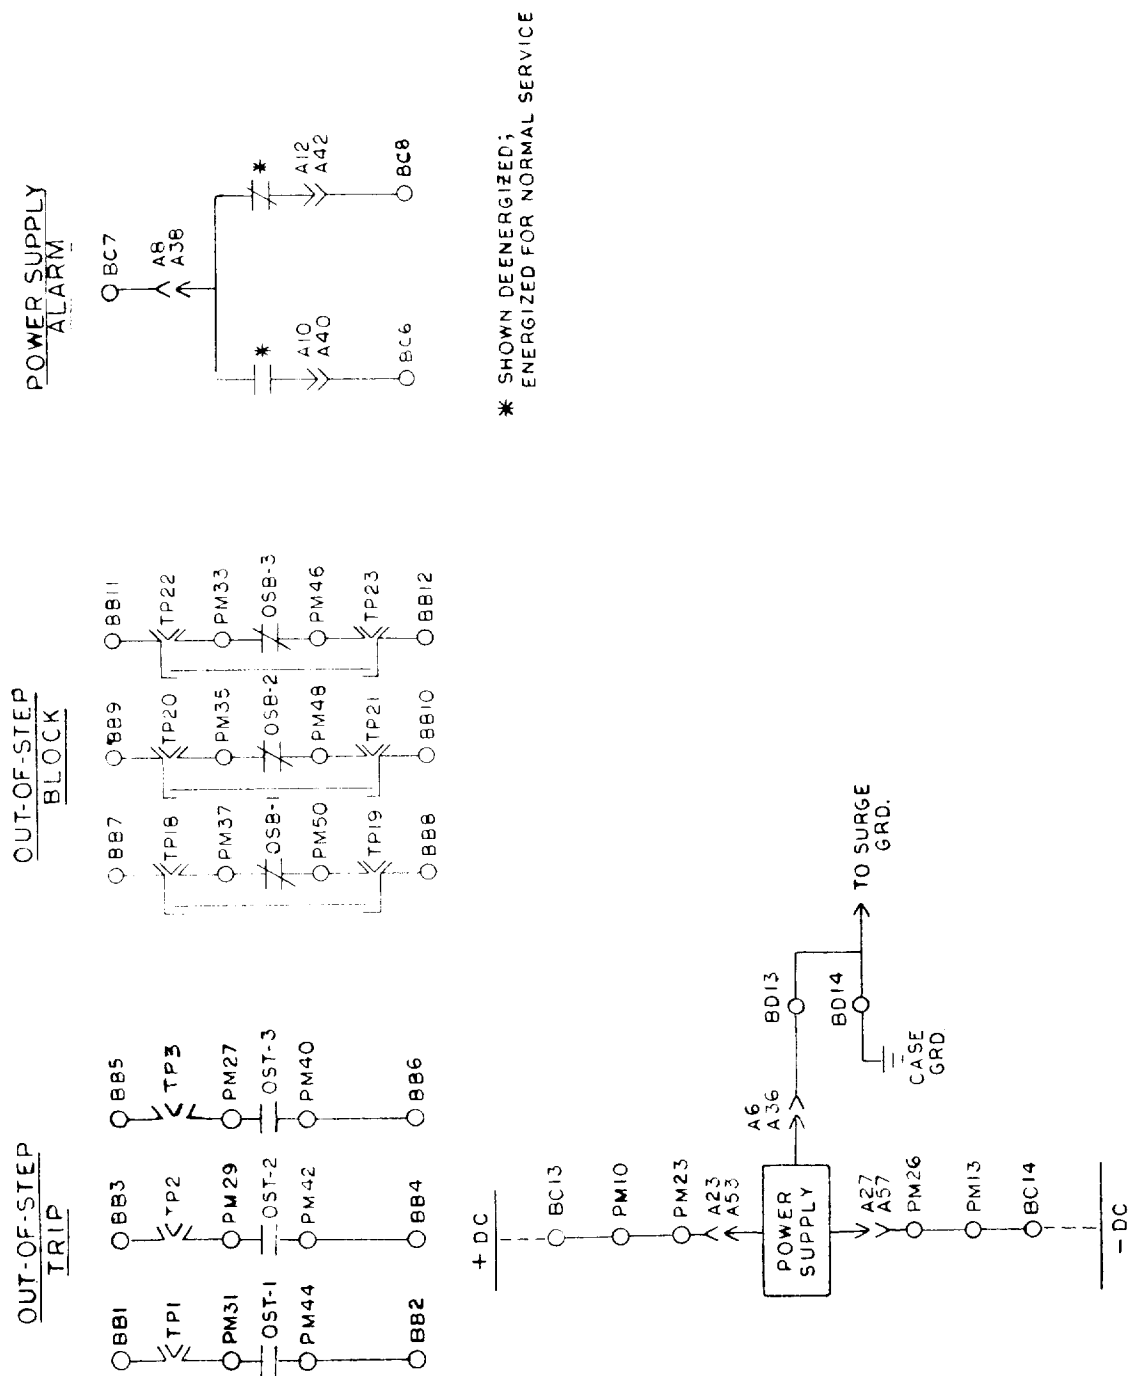 OUT-OF-STEP
TRIP
BB1
BB3
BB5
TP1
TP2
TP3
PM31
PM29
PM27
OST-1
OST-2
OST-3
PM44
PM42
PM40
BB2
BB4
BB6
OUT-OF-STEP
BLOCK
BB7
BB9
BB11
TP18
TP20
TP22
PM37
PM35
PM33
OSB-1
OSB-2
OSB-3
PM50
PM48
PM46
TP19
TP21
TP23
BB8
BB10
BB12
POWER SUPPLY
ALARM
BC7
A8
A38
*
*
A10
A40
A12
A42
BC6
BC8
* SHOWN DEENERGIZED;
ENERGIZED FOR NORMAL SERVICE
+DC
BC13
PM10
PM23
A23
A53
POWER
SUPPLY
A6
A36
BD13
BD14
TO SURGE
GRD.
CASE
GRD.
A27
A57
PM26
PM13
BC14
-DC